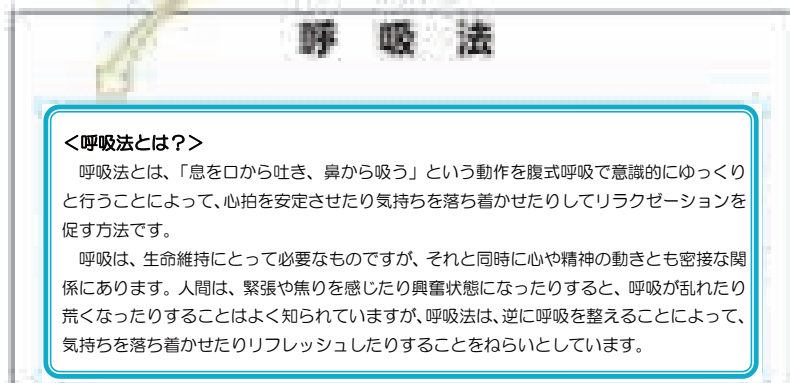 呼吸法
＜呼吸法とは？＞
呼吸法とは、「息を口から吐き、鼻から吸う」という動作を腹式呼吸で意識的にゆっくり
と行うことによって、心拍を安定させたり気持ちを落ち着かせたりしてリラクゼーションを
促す方法です。
呼吸は、生命維持にとって必要なものですが、それと同時に心や精神の動きとも密接な関
係にあります。人間は、緊張や焦りを感じたり興奮状態になったりすると、呼吸が乱れたり
荒くなったりすることはよく知られていますが、呼吸法は、逆に呼吸を整えることによって、
気持ちを落ち着かせたりリフレッシュしたりすることをねらいとしています。